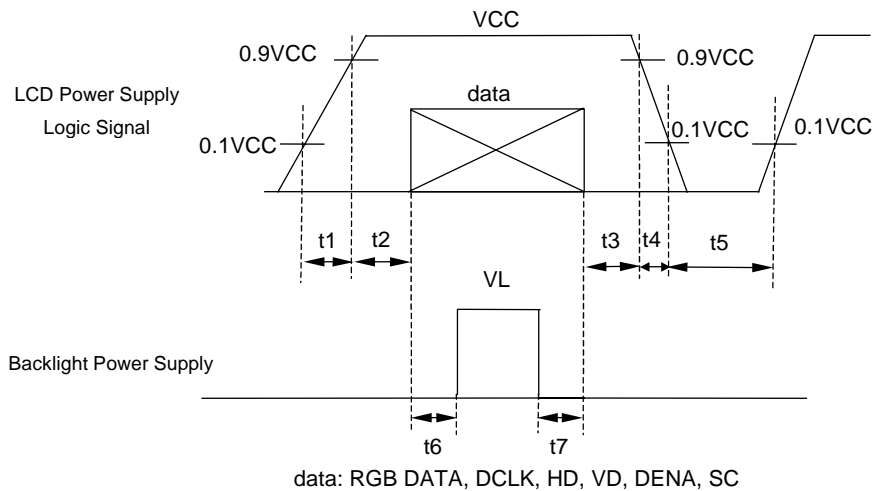 VCC
0.9VCC
0.9VCC
LCD Power Supply
Logic Signal
data
0.1VCC
0.1VCC
0.1VCC
t1
t2
t3
t4
t5
VL
Backlight Power Supply
t6
t7
data: RGB DATA, DCLK, HD, VD, DENA, SC